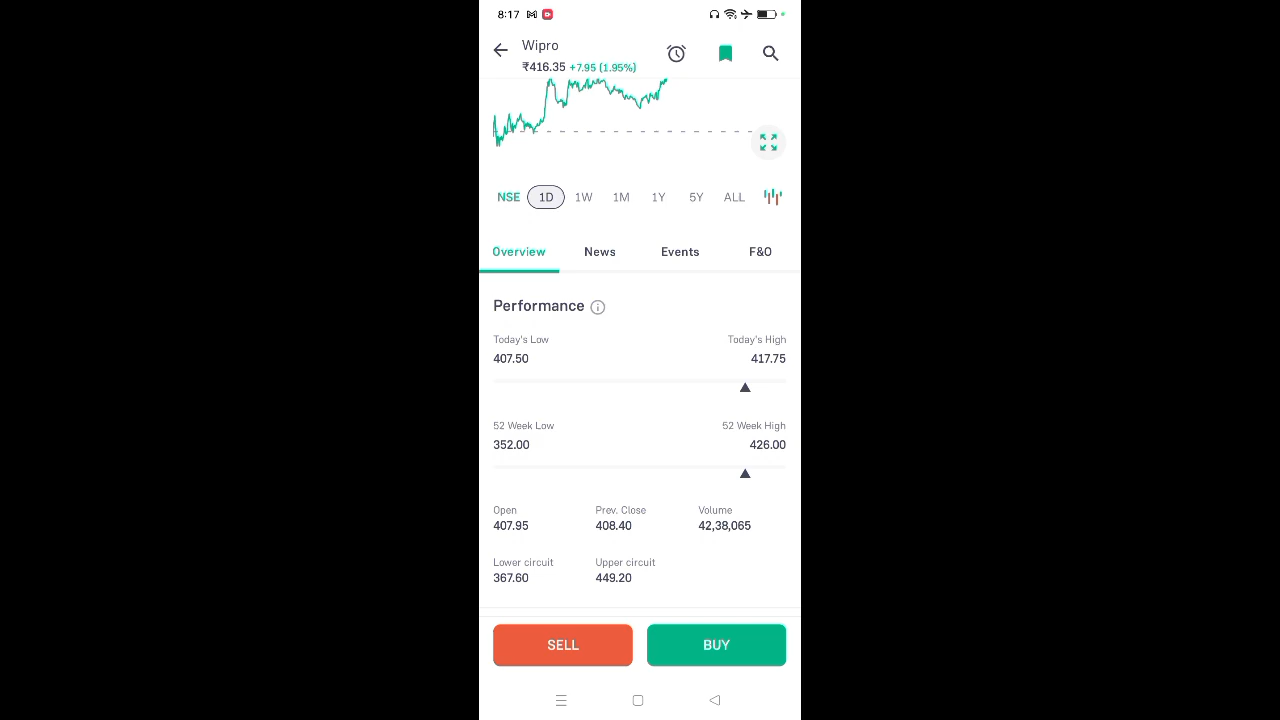 8:17
Wipro
₹416.35 +7.95 (1.95%)
NSE 1D 1W 1M 1Y 5Y ALL
Overview News Events F&O
Performance
Today's Low Today's High
407.50 417.75
52 Week Low 52 Week High
352.00 426.00
Open Prev. Close Volume
407.95 408.40 42,38,065
Lower circuit Upper circuit
367.60 449.20
SELL BUY